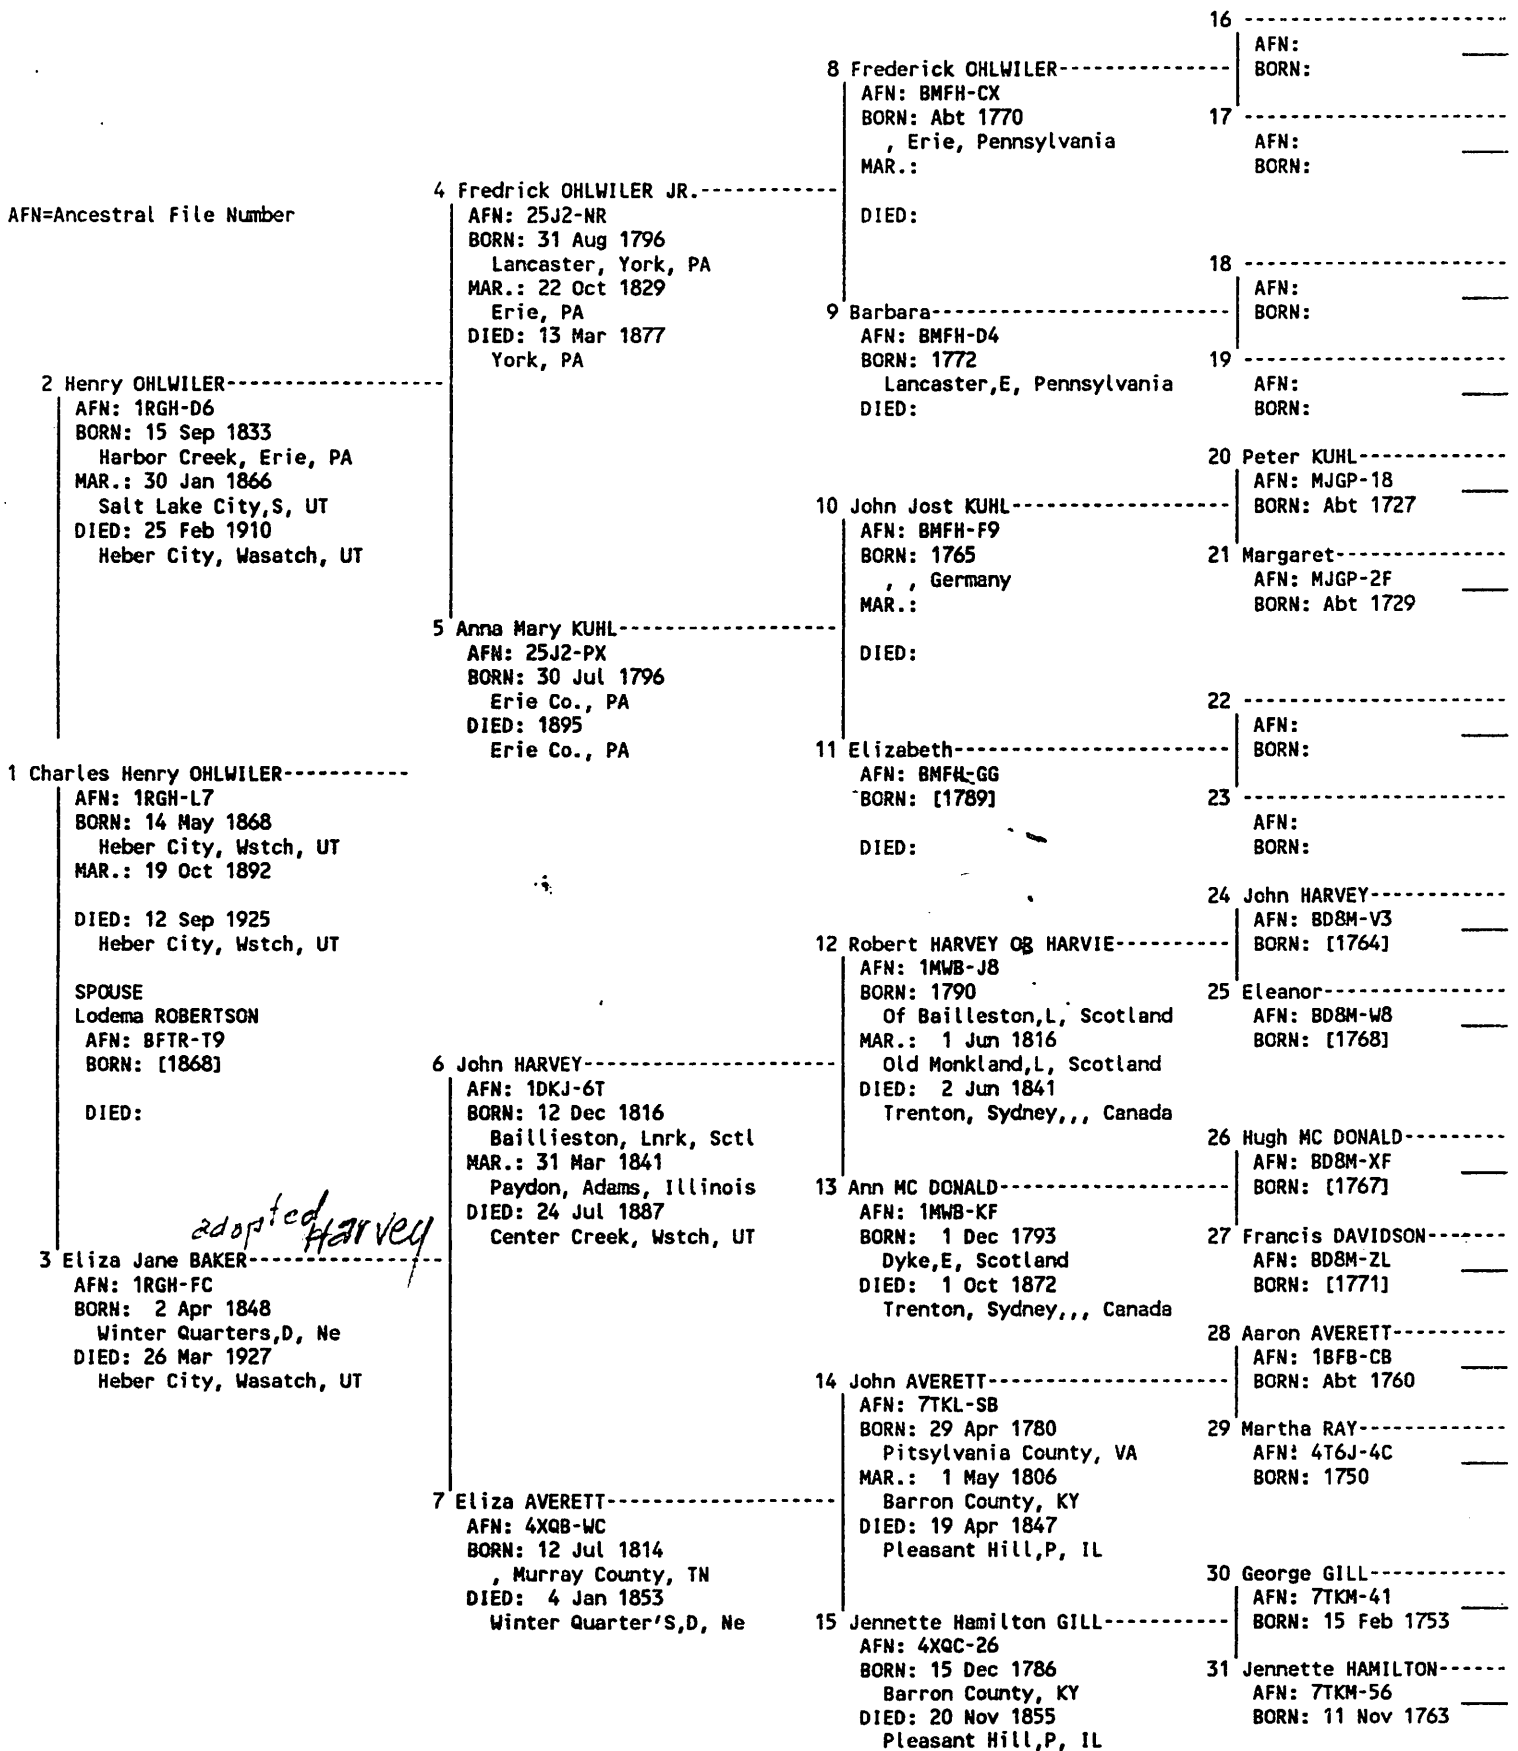 AFN=Ancestral File Number
1 Charles Henry OHLWILER-----------
AFN: 1RGH-L7
BORN: 14 May 1868
Heber City, Wstch, UT
MAR.: 19 Oct 1892
DIED: 12 Sep 1925
Heber City, Wstch, UT
SPOUSE
Lodema ROBERTSON
AFN: BFTR-T9
BORN: [1868]
DIED:
2 Henry OHLWILER-------------------
AFN: 1RGH-D6
BORN: 15 Sep 1833
Harbor Creek, Erie, PA
MAR.: 30 Jan 1866
Salt Lake City,S, UT
DIED: 25 Feb 1910
Heber City, Wasatch, UT
adopted Harvey
3 Eliza Jane BAKER-----------------
AFN: 1RGH-FC
BORN:  2 Apr 1848
Winter Quarters,D, Ne
DIED: 26 Mar 1927
Heber City, Wasatch, UT
4 Fredrick OHLWILER JR.-----------
AFN: 25J2-NR
BORN: 31 Aug 1796
Lancaster, York, PA
MAR.: 22 Oct 1829
Erie, PA
DIED: 13 Mar 1877
York, PA
5 Anna Mary KUHL------------------
AFN: 25J2-PX
BORN: 30 Jul 1796
Erie Co., PA
DIED: 1895
Erie Co., PA
6 John HARVEY---------------------
AFN: 1DKJ-6T
BORN: 12 Dec 1816
Baillieston, Lnrk, Sctl
MAR.: 31 Mar 1841
Paydon, Adams, Illinois
DIED: 24 Jul 1887
Center Creek, Wstch, UT
7 Eliza AVERETT-------------------
AFN: 4XQB-WC
BORN: 12 Jul 1814
, Murray County, TN
DIED:  4 Jan 1853
Winter Quarter'S,D, Ne
8 Frederick OHLWILER--------------
AFN: BMFH-CX
BORN: Abt 1770
, Erie, Pennsylvania
MAR.:
DIED:
9 Barbara-------------------------
AFN: BMFH-D4
BORN: 1772
Lancaster,E, Pennsylvania
DIED:
10 John Jost KUHL------------------
AFN: BMFH-F9
BORN: 1765
, , Germany
MAR.:
DIED:
11 Elizabeth-----------------------
AFN: BMFH-GG
BORN: [1789]
DIED:
12 Robert HARVEY OR HARVIE---------
AFN: 1MWB-J8
BORN: 1790
Of Bailleston,L, Scotland
MAR.:  1 Jun 1816
Old Monkland,L, Scotland
DIED:  2 Jun 1841
Trenton, Sydney,,, Canada
13 Ann MC DONALD-------------------
AFN: 1MWB-KF
BORN:  1 Dec 1793
Dyke,E, Scotland
DIED:  1 Oct 1872
Trenton, Sydney,,, Canada
14 John AVERETT--------------------
AFN: 7TKL-SB
BORN: 29 Apr 1780
Pitsylvania County, VA
MAR.:  1 May 1806
Barron County, KY
DIED: 19 Apr 1847
Pleasant Hill,P, IL
15 Jennette Hamilton GILL----------
AFN: 4XQC-26
BORN: 15 Dec 1786
Barron County, KY
DIED: 20 Nov 1855
Pleasant Hill,P, IL
16 ----------------------
AFN:
BORN:
17 ----------------------
AFN:
BORN:
18 ----------------------
AFN:
BORN:
19 ----------------------
AFN:
BORN:
20 Peter KUHL-------------
AFN: MJGP-18
BORN: Abt 1727
21 Margaret---------------
AFN: MJGP-2F
BORN: Abt 1729
22 ----------------------
AFN:
BORN:
23 ----------------------
AFN:
BORN:
24 John HARVEY------------
AFN: BD8M-V3
BORN: [1764]
25 Eleanor----------------
AFN: BD8M-W8
BORN: [1768]
26 Hugh MC DONALD---------
AFN: BD8M-XF
BORN: [1767]
27 Francis DAVIDSON-------
AFN: BD8M-ZL
BORN: [1771]
28 Aaron AVERETT----------
AFN: 1BFB-CB
BORN: Abt 1760
29 Martha RAY-------------
AFN: 4T6J-4C
BORN: 1750
30 George GILL------------
AFN: 7TKM-41
BORN: 15 Feb 1753
31 Jennette HAMILTON------
AFN: 7TKM-56
BORN: 11 Nov 1763